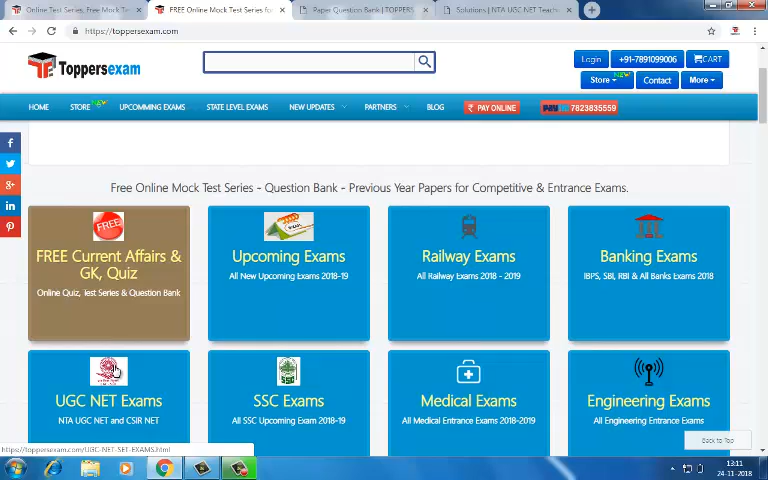 Online Test Series, Free Mock Te
FREE Online Mock Test Series fo
Paper Question Bank | TOPPERS
Solutions | NTA UGC NET Teach
https://toppersexam.com
Toppersexam
Login
+91-7891099006
CART
Store
NEW
Contact
More
HOME
STORE
NEW
UPCOMMING EXAMS
STATE LEVEL EXAMS
NEW UPDATES
PARTNERS
BLOG
₹ PAY ONLINE
7823835559
Free Online Mock Test Series - Question Bank - Previous Year Papers for Competitive & Entrance Exams.
FREE
FREE Current Affairs &
GK, Quiz
Online Quiz, Test Series & Question Bank
Upcoming Exams
All New Upcoming Exams 2018-19
Railway Exams
All Railway Exams 2018 - 2019
Banking Exams
IBPS, SBI, RBI & All Banks Exams 2018
UGC NET Exams
NTA UGC NET and CSIR NET
SSC
SSC Exams
All SSC Upcoming Exam 2018-19
Medical Exams
All Medical Entrance Exams 2018-2019
Engineering Exams
All Engineering Entrance Exams
Back to Top
https://toppersexam.com/UGC-NET-SET-EXAMS.html
13:11
24-11-2018